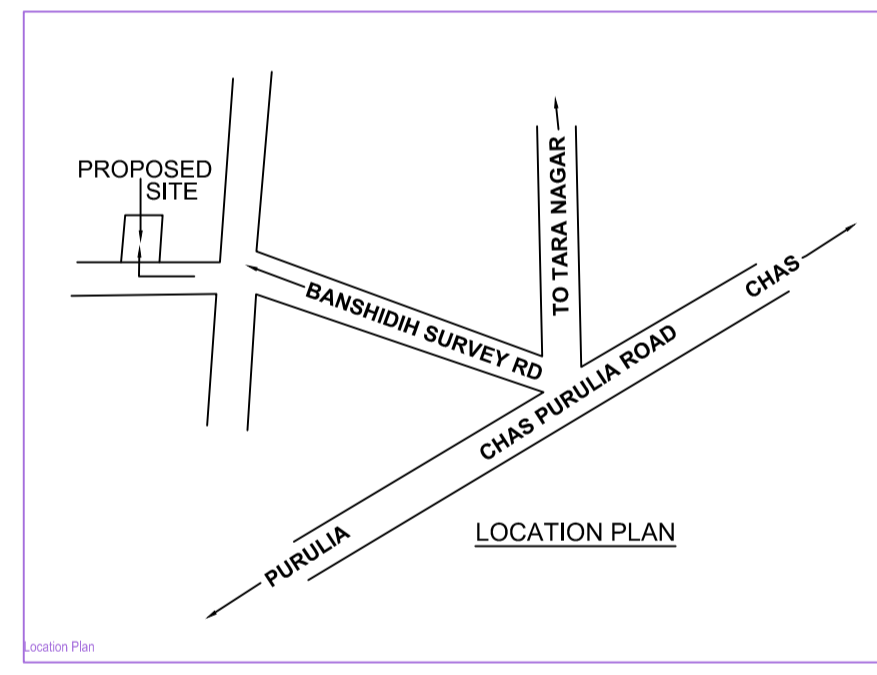 PROPOSED
SITE
TO TARA NAGAR
BANSHIDIH SURVEY RD
CHAS
CHAS PURULIA ROAD
PURULIA
LOCATION PLAN
Location Plan